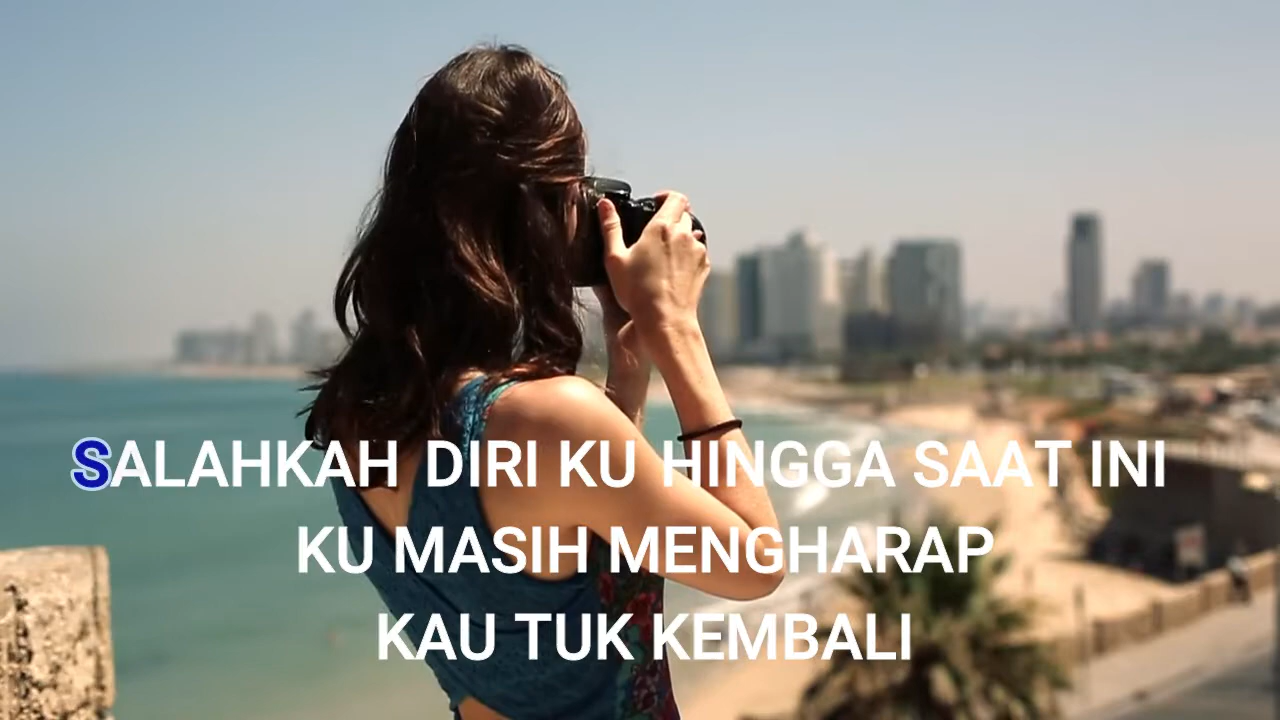 SALAHKAH DIRI KU HINGGA SAAT INI
KU MASIH MENGHARAP
KAU TUK KEMBALI